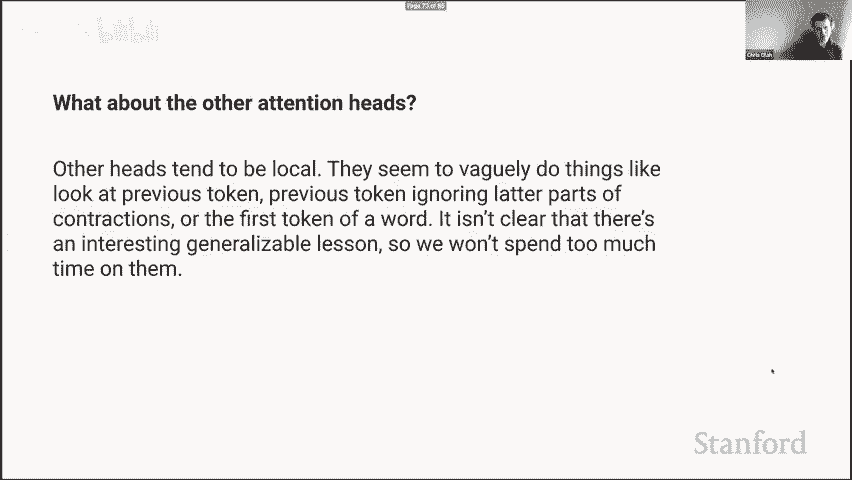 Page 73 of 95
Chris Olah
What about the other attention heads?
Other heads tend to be local. They seem to vaguely do things like
look at previous token, previous token ignoring latter parts of
contractions, or the first token of a word. It isn't clear that there's
an interesting generalizable lesson, so we won't spend too much
time on them.
Stanford